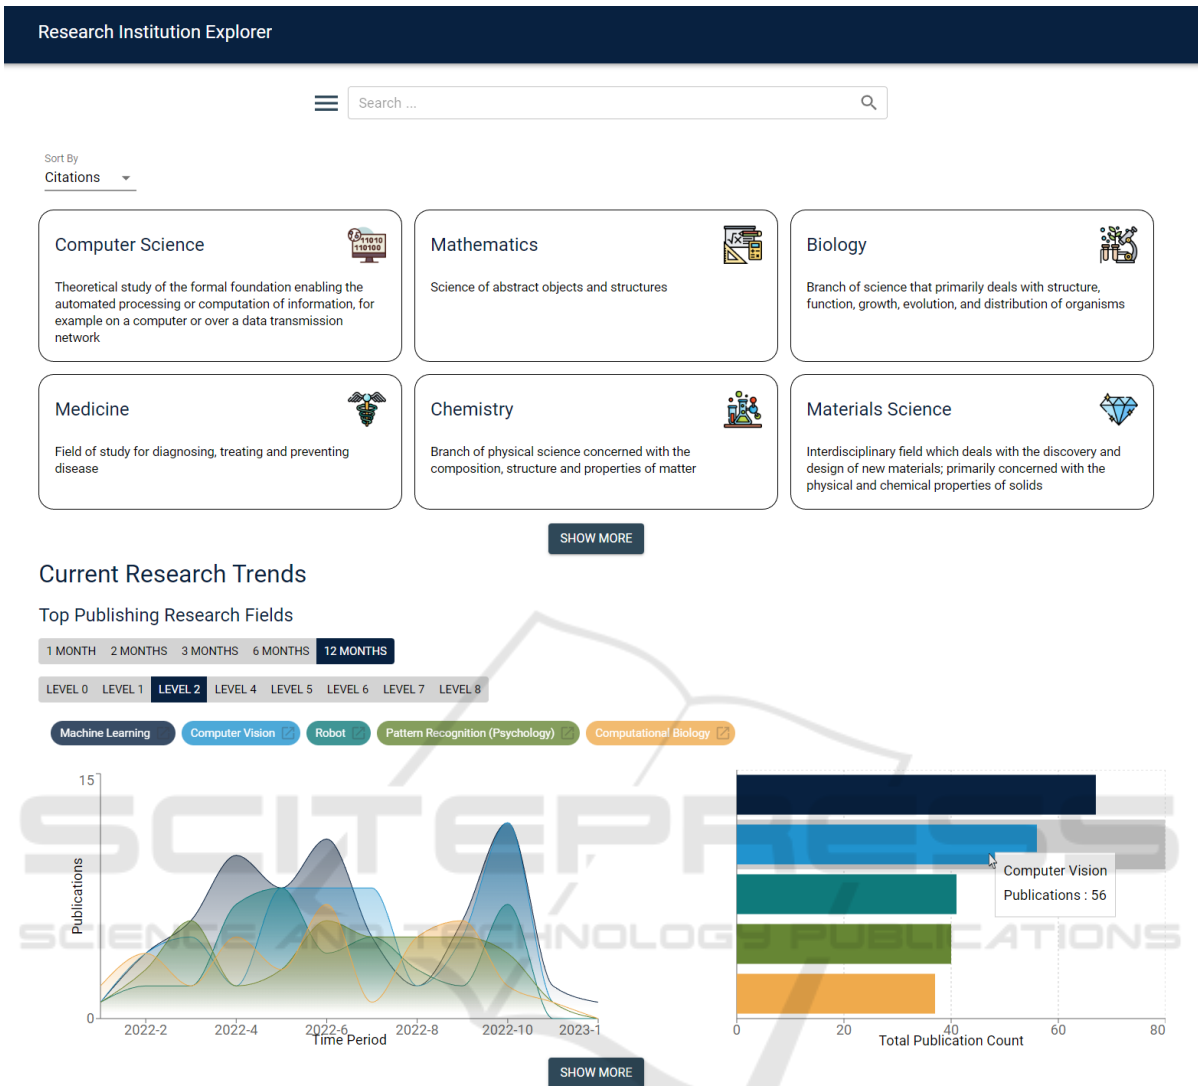 Research Institution Explorer
Search ...
Sort By
Citations
Computer Science
11010
110100
Theoretical study of the formal foundation enabling the
automated processing or computation of information, for
example on a computer or over a data transmission
network
Mathematics
Science of abstract objects and structures
Biology
Branch of science that primarily deals with structure,
function, growth, evolution, and distribution of organisms
Medicine
Field of study for diagnosing, treating and preventing
disease
Chemistry
Branch of physical science concerned with the
composition, structure and properties of matter
Materials Science
Interdisciplinary field which deals with the discovery and
design of new materials; primarily concerned with the
physical and chemical properties of solids
SHOW MORE
Current Research Trends
Top Publishing Research Fields
1 MONTH 2 MONTHS 3 MONTHS 6 MONTHS 12 MONTHS
LEVEL 0 LEVEL 1 LEVEL 2 LEVEL 4 LEVEL 5 LEVEL 6 LEVEL 7 LEVEL 8
Machine Learning Computer Vision Robot Pattern Recognition (Psychology) Computational Biology
15
Publications
0
2022-2 2022-4 2022-6 2022-8 2022-10 2023-1
Time Period
Computer Vision
Publications : 56
0 20 40 60 80
Total Publication Count
SCITEPRESS
SCIENCE AND TECHNOLOGY PUBLICATIONS
SHOW MORE